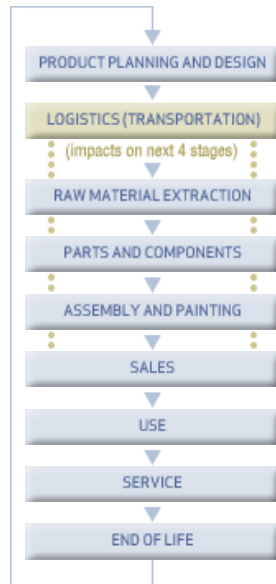 PRODUCT PLANNING AND DESIGN
LOGISTICS (TRANSPORTATION)
(impacts on next 4 stages)
RAW MATERIAL EXTRACTION
PARTS AND COMPONENTS
ASSEMBLY AND PAINTING
SALES
USE
SERVICE
END OF LIFE